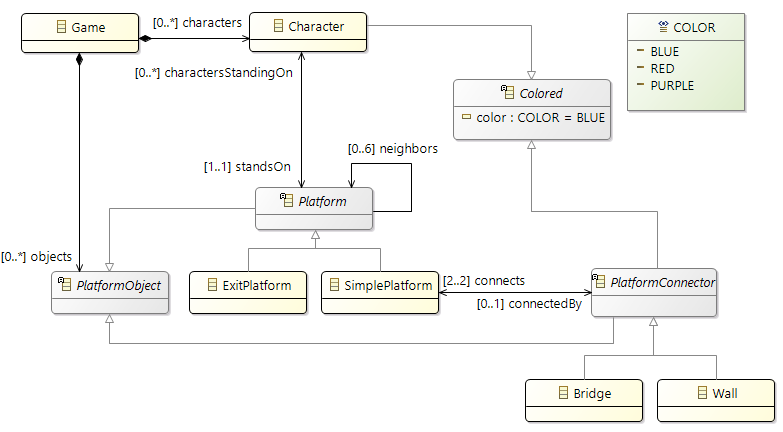 Game
[0..*] characters
Character
COLOR
BLUE
RED
PURPLE
[0..*] charactersStandingOn
Colored
color : COLOR = BLUE
[0..6] neighbors
[1..1] standsOn
Platform
[0..*] objects
PlatformObject
ExitPlatform
SimplePlatform
[2..2] connects
[0..1] connectedBy
PlatformConnector
Bridge
Wall